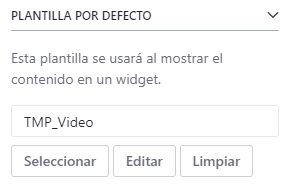 PLANTILLA POR DEFECTO
Esta plantilla se usará al mostrar el
contenido en un widget.
TMP_Video
Seleccionar Editar Limpiar